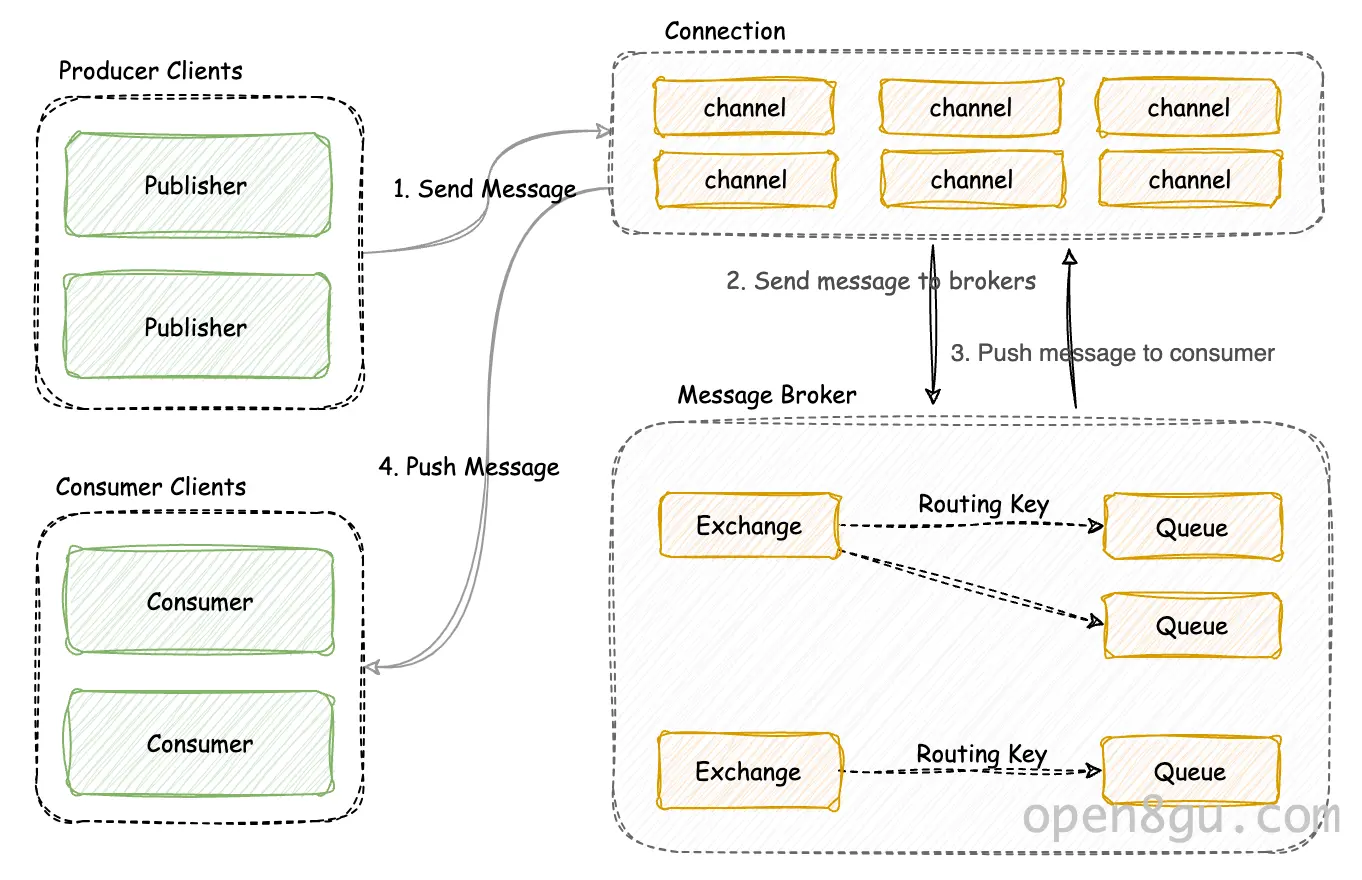 Connection
channel
channel
channel
channel
channel
channel
Producer Clients
Publisher
Publisher
1. Send Message
2. Send message to brokers
3. Push message to consumer
4. Push Message
Consumer Clients
Consumer
Consumer
Message Broker
Exchange
Routing Key
Queue
Queue
Exchange
Routing Key
Queue
open8gu.com